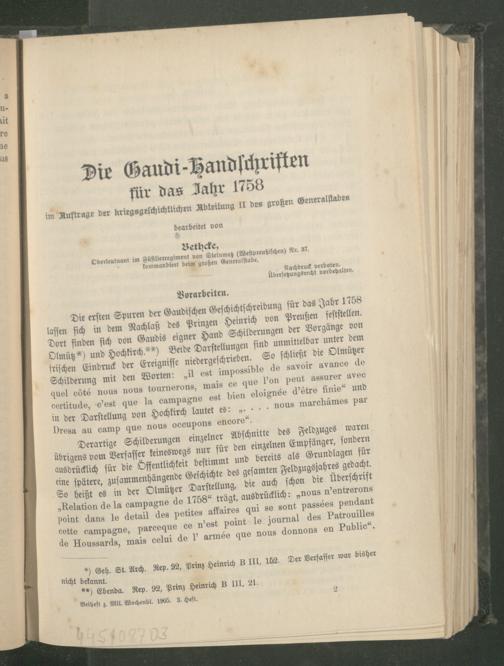 Die Gaudi-Handschriften
für das Jahr 1758
im Auftrage der kriegsgeschichtlichen Abteilung II des großen Generalstabes
bearbeitet von
Bethcke,
Oberleutnant im Füsilierregiment von Steinmetz (Westpreußischen) Nr. 37,
kommandiert beim großen Generalstabe.
Nachdruck verboten.
Übersetzungsrecht vorbehalten.
Vorarbeiten.
Die ersten Spuren der Gaudischen Geschichtschreibung für das Jahr 1758
lassen sich in dem Nachlaß des Prinzen Heinrich von Preußen feststellen.
Dort finden sich von Gaudis eigner Hand Schilderungen der Vorgänge von
Olmütz*) und Hochkirch.**) Beide Darstellungen sind unmittelbar unter dem
frischen Eindruck der Ereignisse niedergeschrieben. So schließt die Olmützer
Schilderung mit den Worten: „il est impossible de savoir avance de
quel côté nous nous tournerons, mais ce que l'on peut assurer avec
certitude, c'est que la campagne est bien eloignée d'être finie“ und
in der Darstellung von Hochkirch lautet es: „. . . . nous marchâmes par
Dresa au camp que nous occupons encore“.
Derartige Schilderungen einzelner Abschnitte des Feldzuges waren
übrigens vom Verfasser keineswegs nur für den einzelnen Empfänger, sondern
ausdrücklich für die Öffentlichkeit bestimmt und bereits als Grundlagen für
eine spätere, zusammenhängende Geschichte des gesamten Feldzugsjahres gedacht.
So heißt es in der Olmützer Darstellung, die auch schon die Überschrift
„Relation de la campagne de 1758“ trägt, ausdrücklich: „nous n'entrerons
point dans le detail des petites affaires qui se sont passées pendant
cette campagne, parceque ce n'est point le journal des Patrouilles
de Houssards, mais celui de l' armée que nous donnons en Public“.
*) Geh. St. Arch. Rep. 92, Prinz Heinrich B III, 152. Der Verfasser war bisher
nicht bekannt.
**) Ebenda. Rep. 92, Prinz Heinrich B III, 21.
Beiheft z. Mil. Wochenbl. 1905. 3. Heft.
2